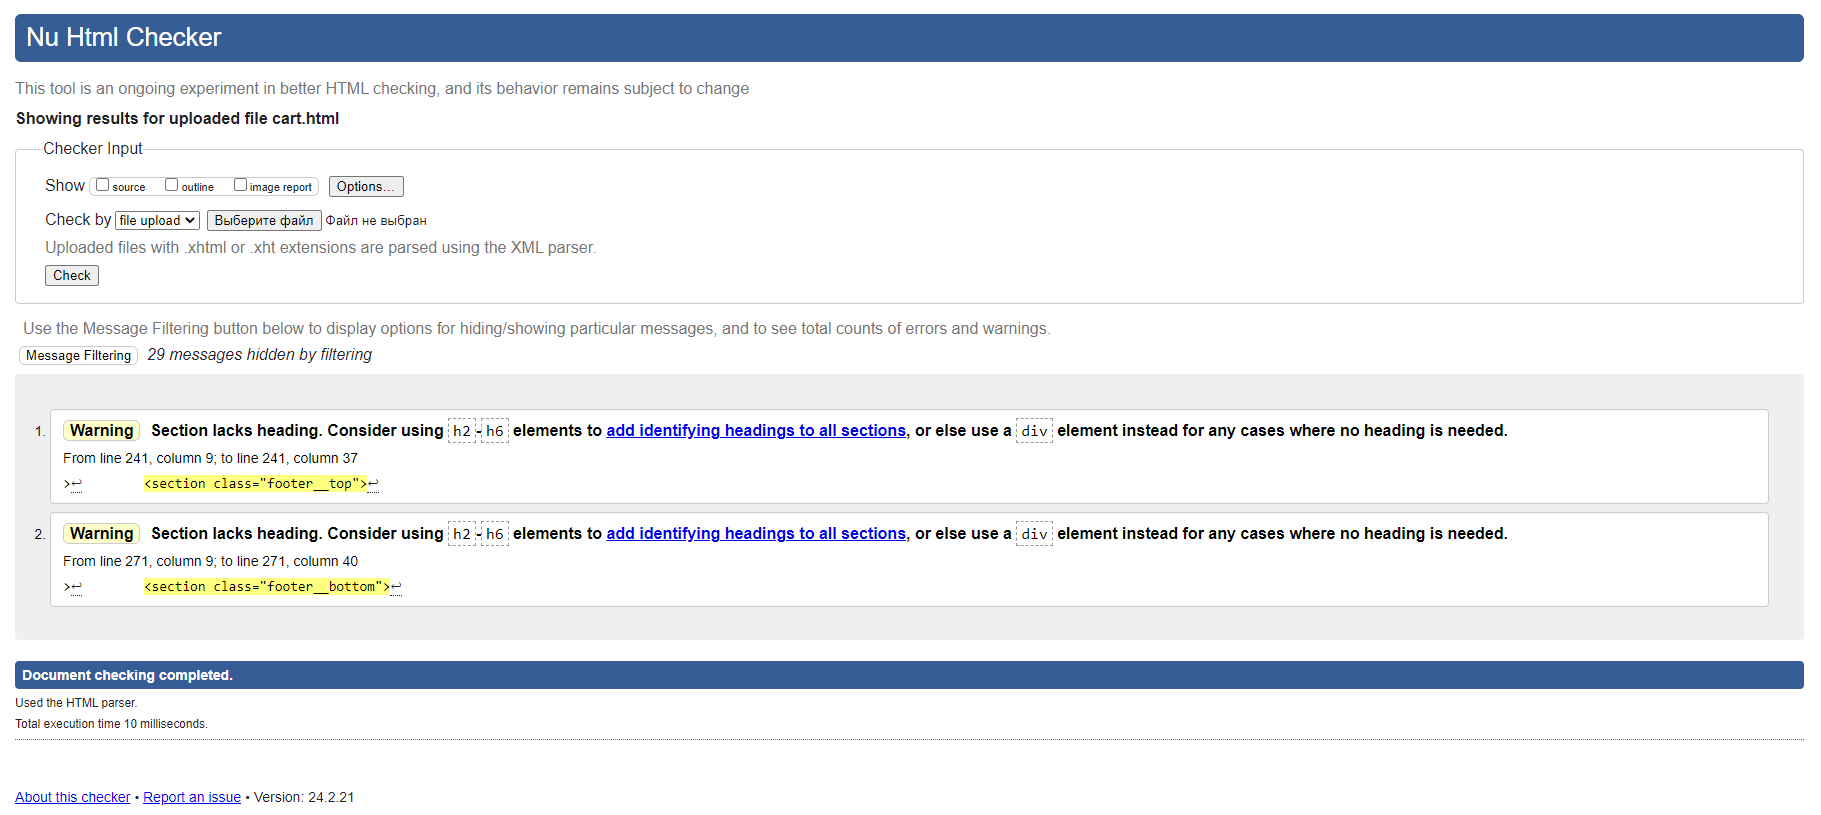 Nu Html Checker
This tool is an ongoing experiment in better HTML checking, and its behavior remains subject to change
Showing results for uploaded file cart.html
Checker Input
Show source outline image report Options...
Check by file upload Выберите файл Файл не выбран
Uploaded files with .xhtml or .xht extensions are parsed using the XML parser.
Check
Use the Message Filtering button below to display options for hiding/showing particular messages, and to see total counts of errors and warnings.
Message Filtering 29 messages hidden by filtering
1. Warning Section lacks heading. Consider using h2-h6 elements to add identifying headings to all sections, or else use a div element instead for any cases where no heading is needed.
From line 241, column 9; to line 241, column 37
>↩ <section class="footer__top">↩
2. Warning Section lacks heading. Consider using h2-h6 elements to add identifying headings to all sections, or else use a div element instead for any cases where no heading is needed.
From line 271, column 9; to line 271, column 40
>↩ <section class="footer__bottom">↩
Document checking completed.
Used the HTML parser.
Total execution time 10 milliseconds.
About this checker • Report an issue • Version: 24.2.21